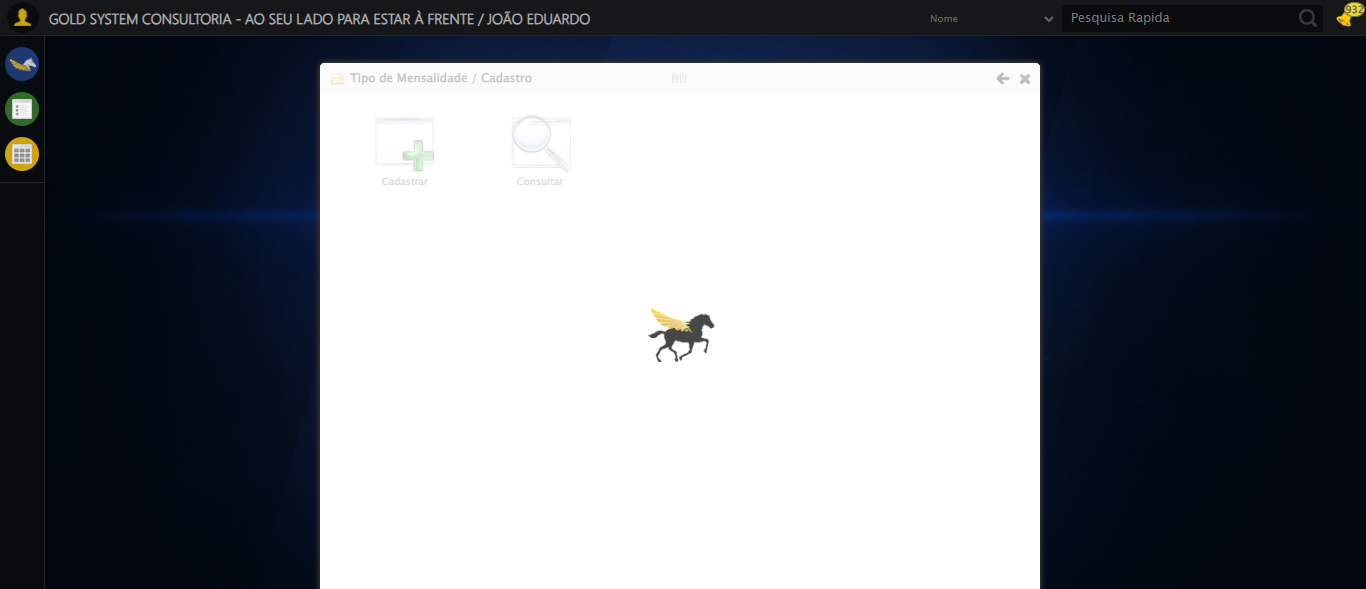 GOLD SYSTEM CONSULTORIA - AO SEU LADO PARA ESTAR À FRENTE / JOÃO EDUARDO
Nome
Pesquisa Rapida
932
Tipo de Mensalidade / Cadastro
Cadastrar
Consultar